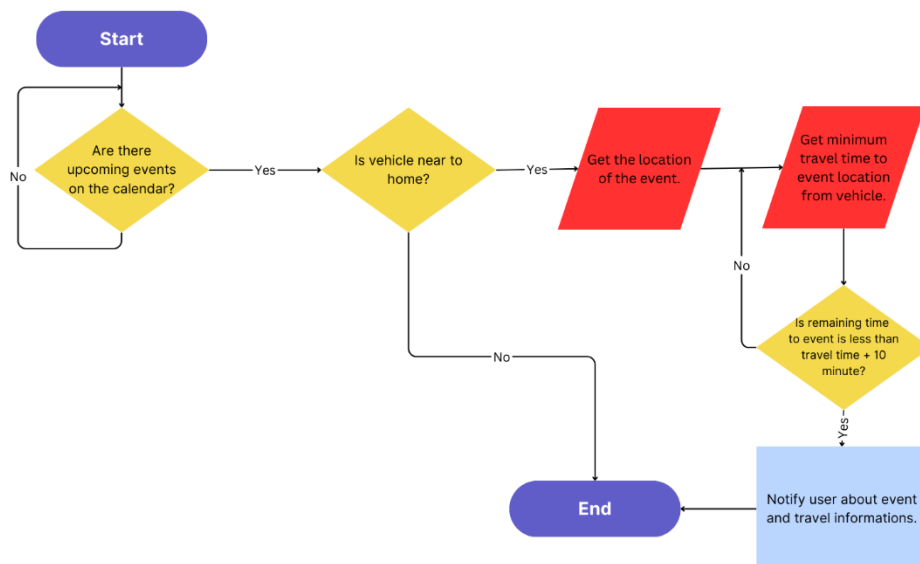 Start
Are there
upcoming events
on the calendar?
No
Yes
Is vehicle near to
home?
Yes
Get the location
of the event.
Get minimum
travel time to
event location
from vehicle.
No
Is remaining time
to event is less than
travel time + 10
minute?
No
Yes
Notify user about event
and travel informations.
End